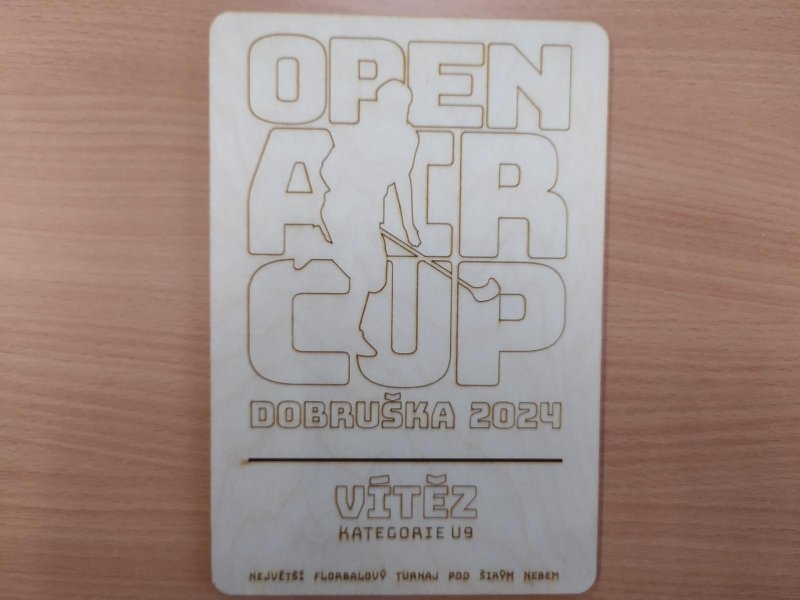 OPEN
AIR
CUP
DOBRUŠKA 2024
VÍTĚZ
KATEGORIE U9
NEJVĚTŠÍ FLORBALOVÝ TURNAJ POD ŠIRÝM NEBEM